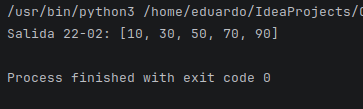 /usr/bin/python3 /home/eduardo/IdeaProjects/
Salida 22-02: [10, 30, 50, 70, 90]
Process finished with exit code 0